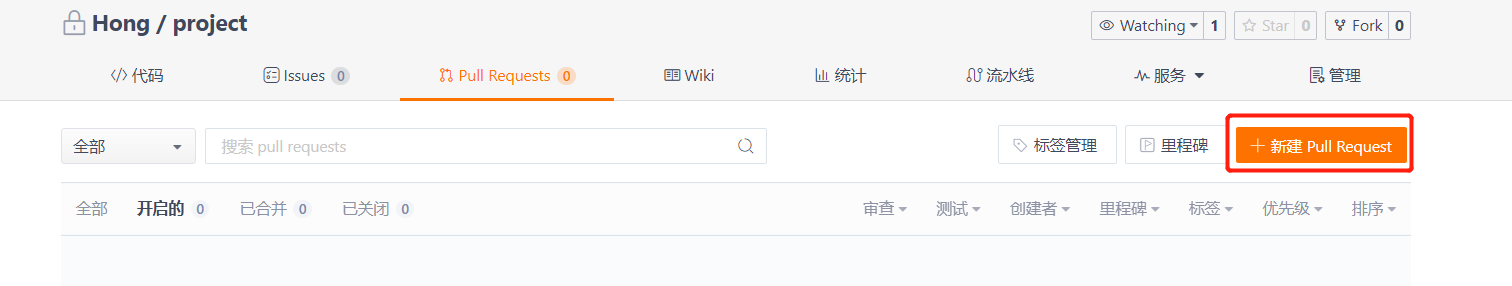 Hong / project
Watching 1 Star 0 Fork 0
代码 Issues 0 Pull Requests 0 Wiki 统计 流水线 服务 管理
全部 搜索 pull requests 标签管理 里程碑 + 新建 Pull Request
全部 开启的 0 已合并 0 已关闭 0 审查 测试 创建者 里程碑 标签 优先级 排序